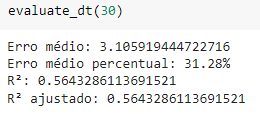 evaluate_dt(30)
Erro médio: 3.105919444722716
Erro médio percentual: 31.28%
R²: 0.5643286113691521
R² ajustado: 0.5643286113691521